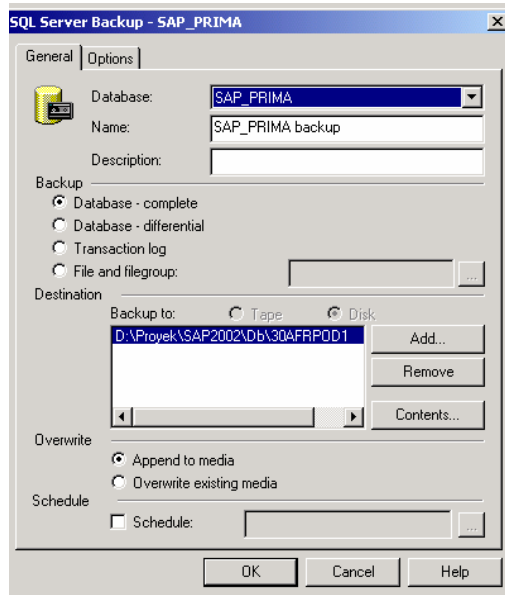 SQL Server Backup - SAP_PRIMA
General Options
Database: SAP_PRIMA
Name: SAP_PRIMA backup
Description:
Backup
Database - complete
Database - differential
Transaction log
File and filegroup: ...
Destination
Backup to: Tape Disk
D:\Proyek\SAP2002\Db\30AFRPOD1
Add...
Remove
Contents...
Overwrite
Append to media
Overwrite existing media
Schedule
Schedule: ...
OK Cancel Help